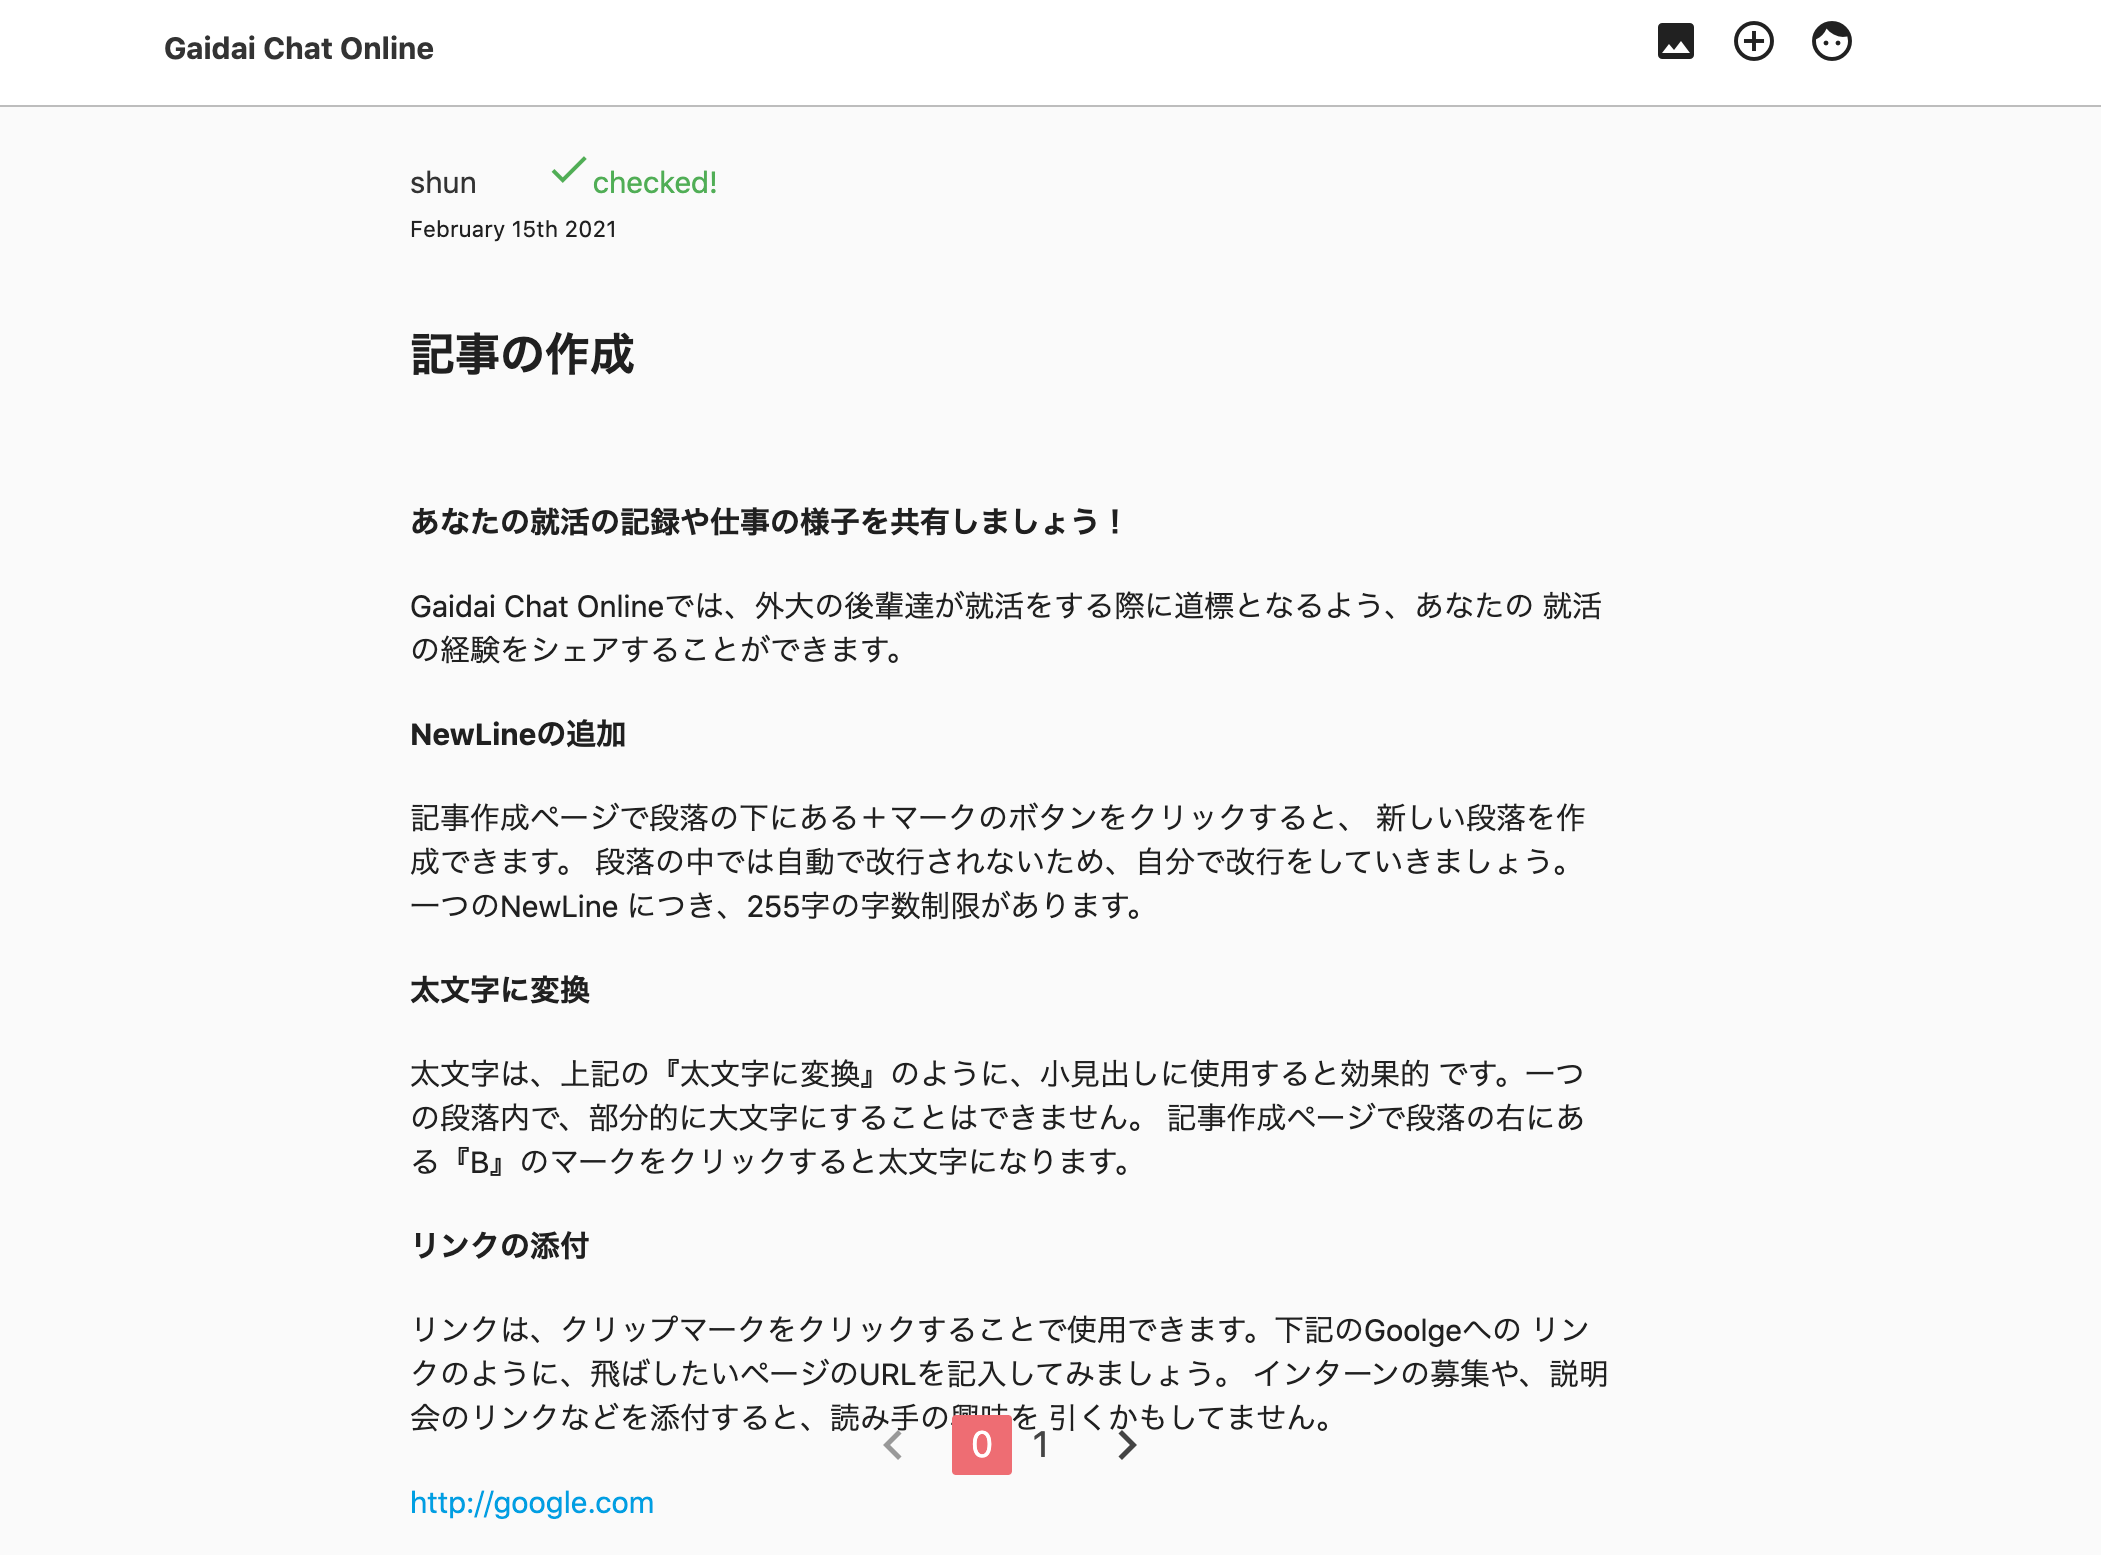 Gaidai Chat Online
shun checked!
February 15th 2021
記事の作成
あなたの就活の記録や仕事の様子を共有しましょう！
Gaidai Chat Onlineでは、外大の後輩達が就活をする際に道標となるよう、あなたの 就活
の経験をシェアすることができます。
NewLineの追加
記事作成ページで段落の下にある＋マークのボタンをクリックすると、 新しい段落を作
成できます。 段落の中では自動で改行されないため、自分で改行をしていきましょう。
一つのNewLine につき、255字の字数制限があります。
太文字に変換
太文字は、上記の『太文字に変換』のように、小見出しに使用すると効果的 です。一つ
の段落内で、部分的に大文字にすることはできません。 記事作成ページで段落の右にあ
る『B』のマークをクリックすると太文字になります。
リンクの添付
リンクは、クリップマークをクリックすることで使用できます。下記のGoolgeへの リン
クのように、飛ばしたいページのURLを記入してみましょう。 インターンの募集や、説明
会のリンクなどを添付すると、読み手の興味を 引くかもしてません。
0 1
http://google.com